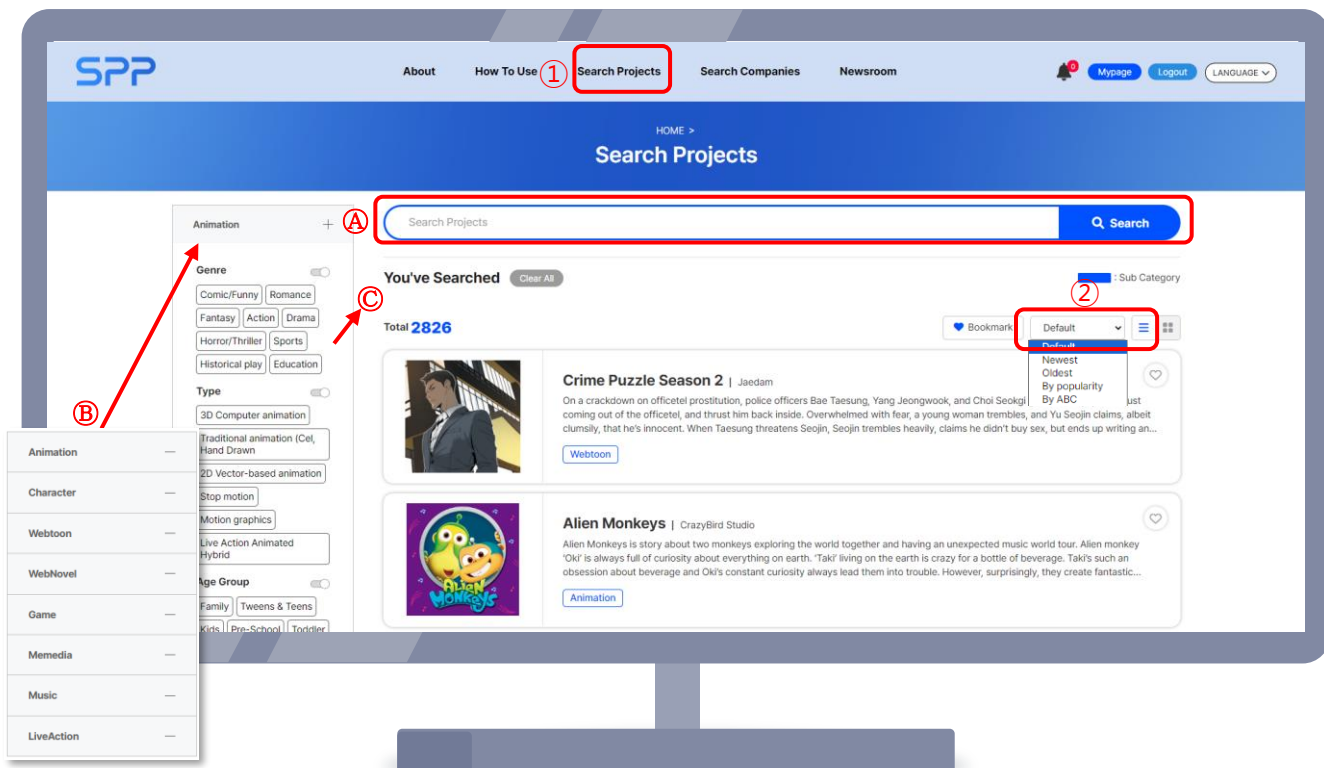 SPP
About
How To Use
① Search Projects
Search Companies
Newsroom
0
Mypage
Logout
LANGUAGE
HOME >
Search Projects
Animation +
Genre
Comic/Funny Romance
Fantasy Action Drama
Horror/Thriller Sports
Historical play Education
Type
3D Computer animation
Traditional animation (Cel,
Hand Drawn
2D Vector-based animation
Stop motion
Motion graphics
Live Action Animated
Hybrid
Age Group
Family Tweens & Teens
Kids Pre-School Toddler
Ⓑ
Animation —
Character —
Webtoon —
WebNovel —
Game —
Memedia —
Music —
LiveAction —
Ⓐ
Search Projects
Search
You've Searched Clear All
: Sub Category
Ⓒ
②
Total 2826
Bookmark
Default
Default
Newest
Oldest
By popularity
By ABC
Crime Puzzle Season 2 | Jaedam
On a crackdown on officetel prostitution, police officers Bae Taesung, Yang Jeongwook, and Choi Seokgi ust
coming out of the officetel, and thrust him back inside. Overwhelmed with fear, a young woman trembles, and Yu Seojin claims, albeit
clumsily, that he's innocent. When Taesung threatens Seojin, Seojin trembles heavily, claims he didn't buy sex, but ends up writing an...
Webtoon
ALIEN
MONKEYS
Alien Monkeys | CrazyBird Studio
Alien Monkeys is story about two monkeys exploring the world together and having an unexpected music world tour. Alien monkey
'Oki' is always full of curiosity about everything on earth. 'Taki' living on the earth is crazy for a bottle of beverage. Taki's such an
obsession about beverage and Oki's constant curiosity always lead them into trouble. However, surprisingly, they create fantastic...
Animation